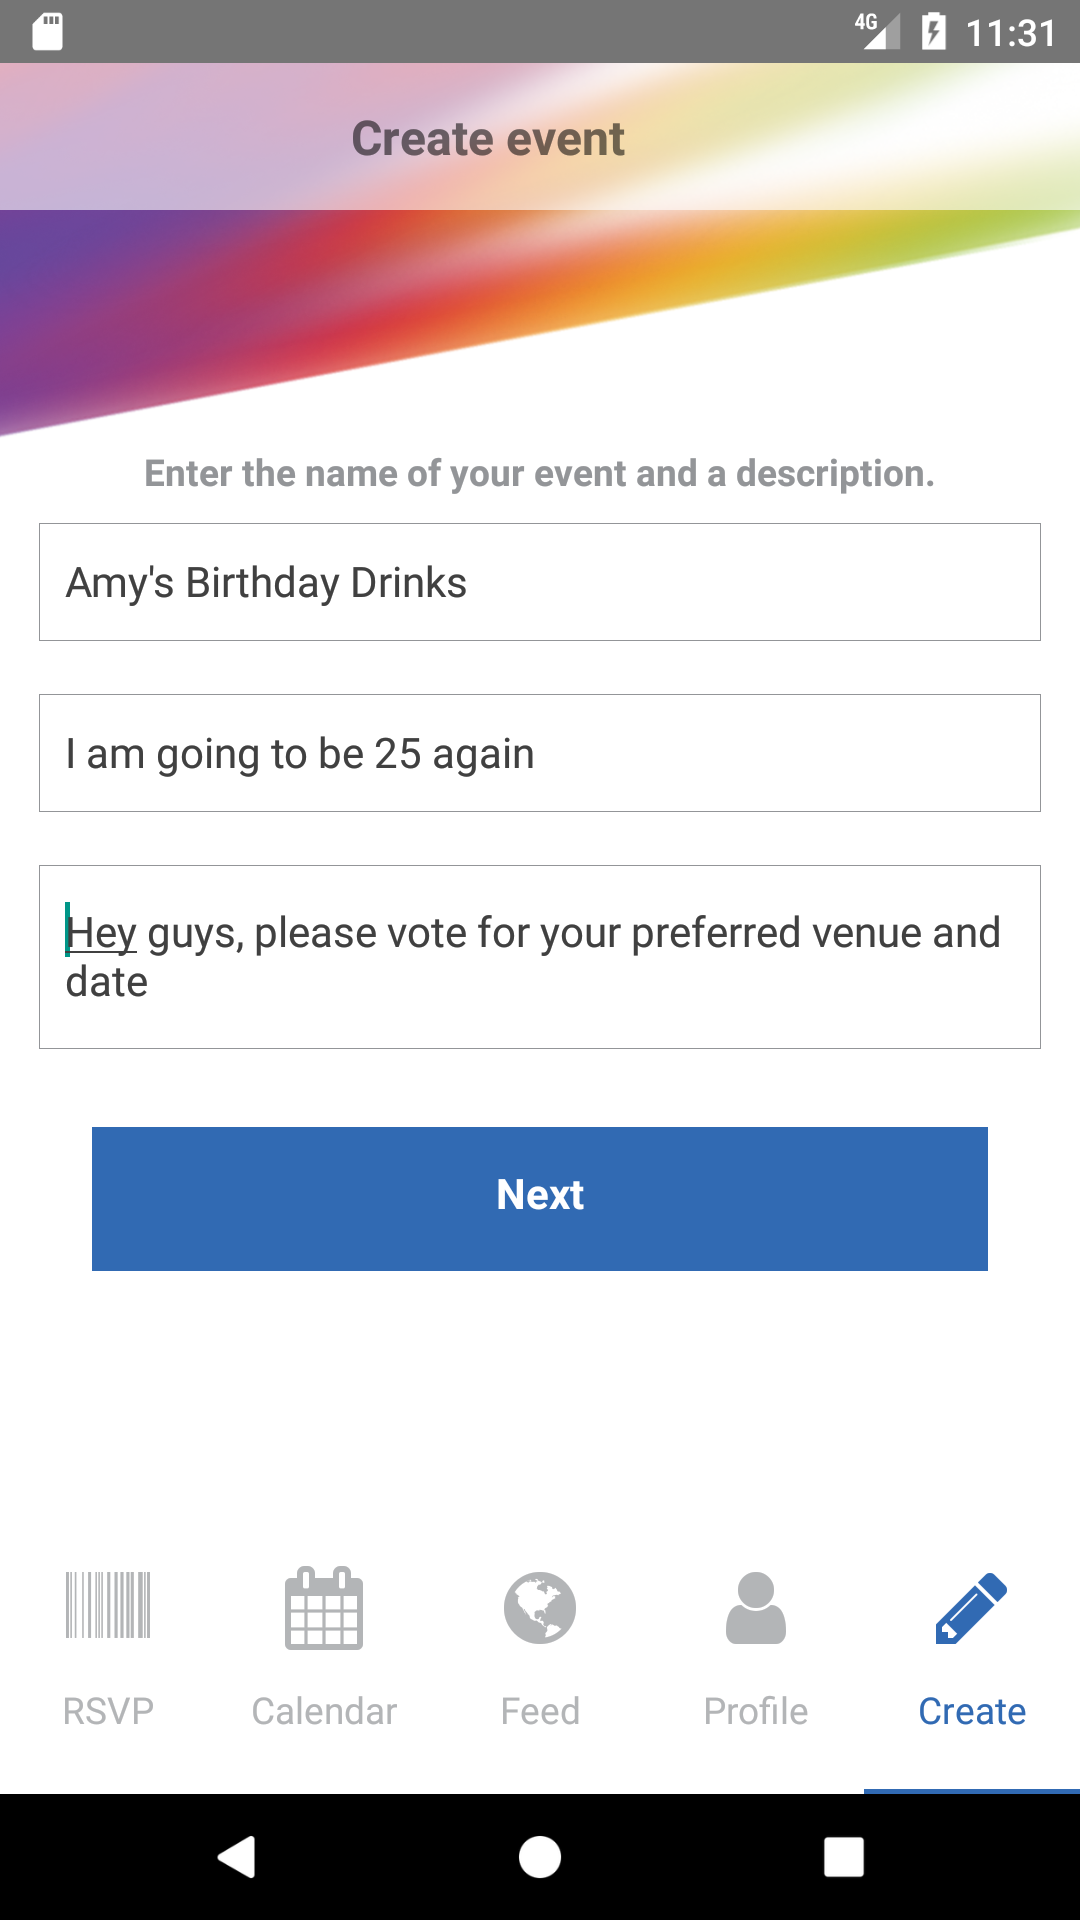 4G 11:31
Create event
Enter the name of your event and a description.
Amy's Birthday Drinks
I am going to be 25 again
Hey guys, please vote for your preferred venue and
date
Next
RSVP Calendar Feed Profile Create